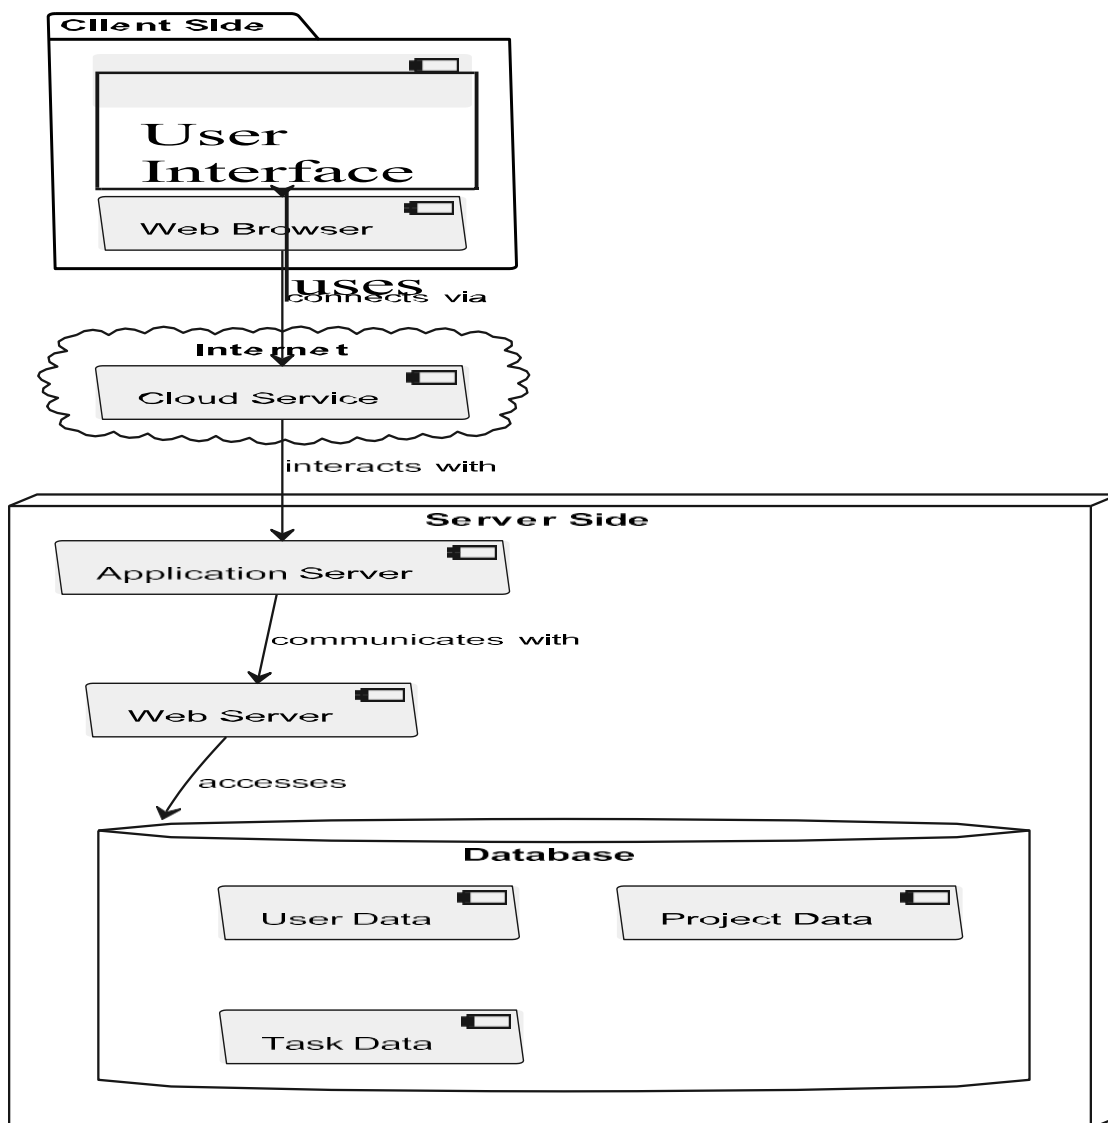 Client Side
User
Interface
Web Browser
uses
connects via
Internet
Cloud Service
interacts with
Server Side
Application Server
communicates with
Web Server
accesses
Database
User Data
Project Data
Task Data